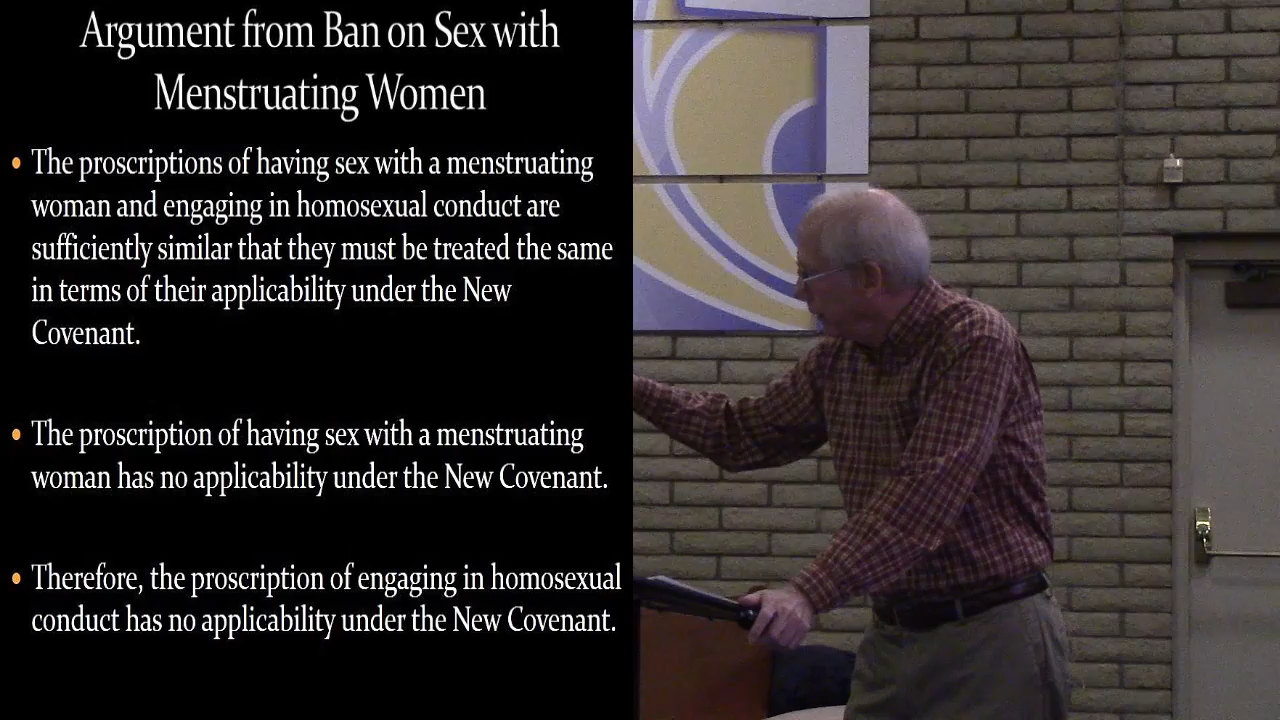 Argument from Ban on Sex with
Menstruating Women
• The proscriptions of having sex with a menstruating
woman and engaging in homosexual conduct are
sufficiently similar that they must be treated the same
in terms of their applicability under the New
Covenant.
• The proscription of having sex with a menstruating
woman has no applicability under the New Covenant.
• Therefore, the proscription of engaging in homosexual
conduct has no applicability under the New Covenant.